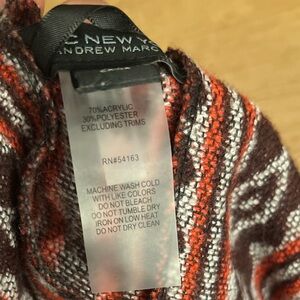 C NEW Y
ANDREW MARC
70%ACRYLIC
30%POLYESTER
EXCLUDING TRIMS
RN#54163
MACHINE WASH COLD
WITH LIKE COLORS
DO NOT BLEACH
DO NOT TUMBLE DRY
IRON ON LOW HEAT
DO NOT DRY CLEAN